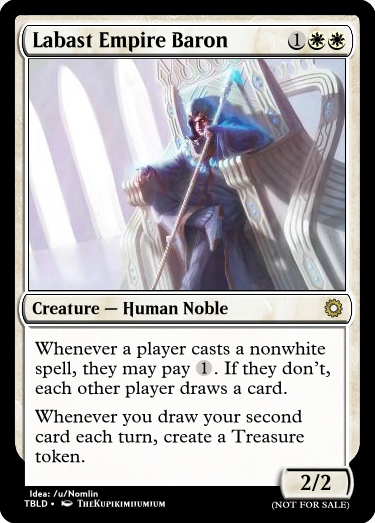 Labast Empire Baron 1
Creature — Human Noble
Whenever a player casts a nonwhite
spell, they may pay 1. If they don't,
each other player draws a card.
Whenever you draw your second
card each turn, create a Treasure
token.
2/2
Idea: /u/Nomlin
TBLD • TheKupikimijumjum
(NOT FOR SALE)